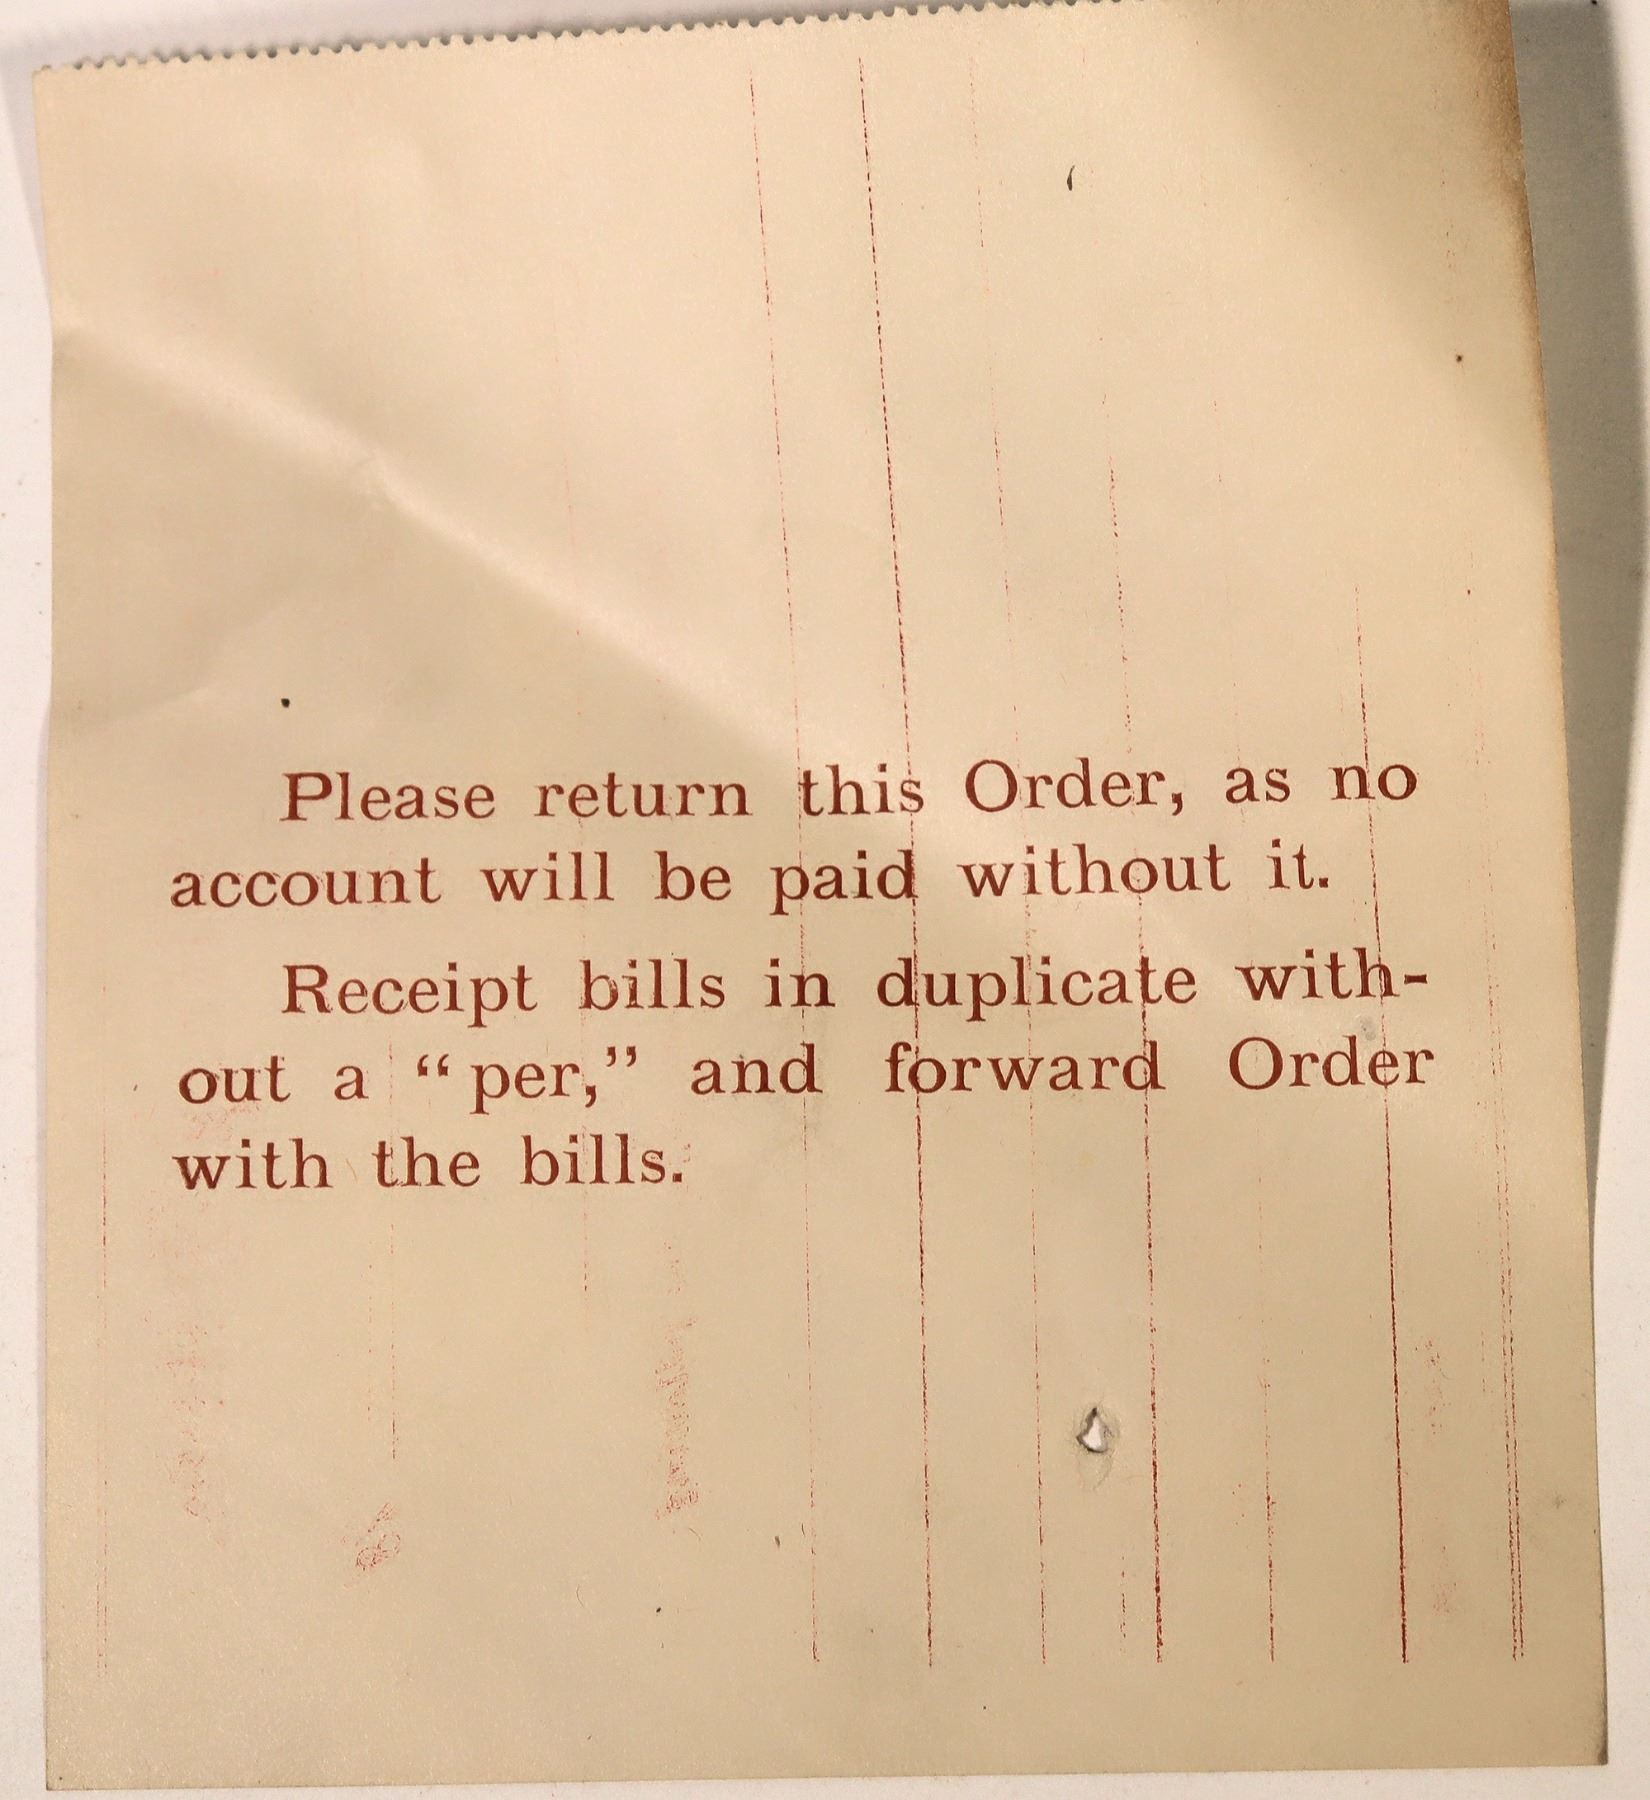 Please return this Order, as no
account will be paid without it.
Receipt bills in duplicate with-
out a “per,” and forward Order
with the bills.